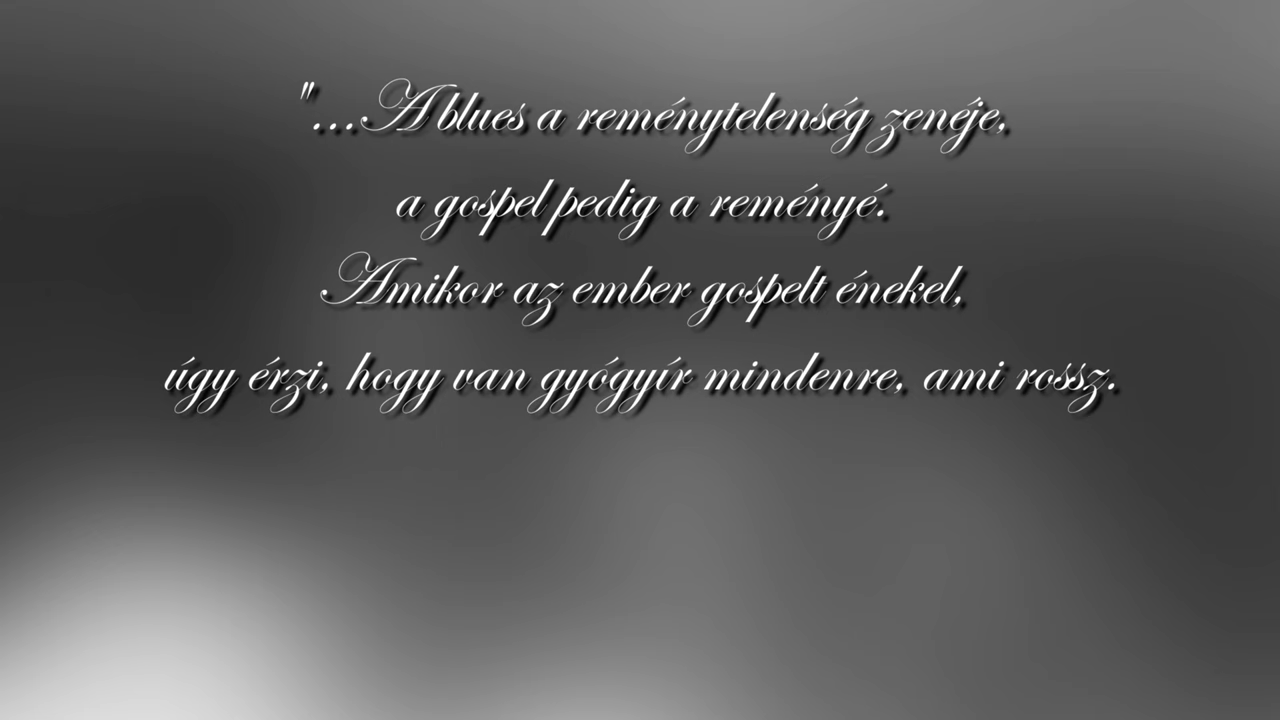 "...A blues a reménytelenség zenéje,
a gospel pedig a reményé.
Amikor az ember gospelt énekel,
úgy érzi, hogy van gyógyír mindenre, ami rossz.